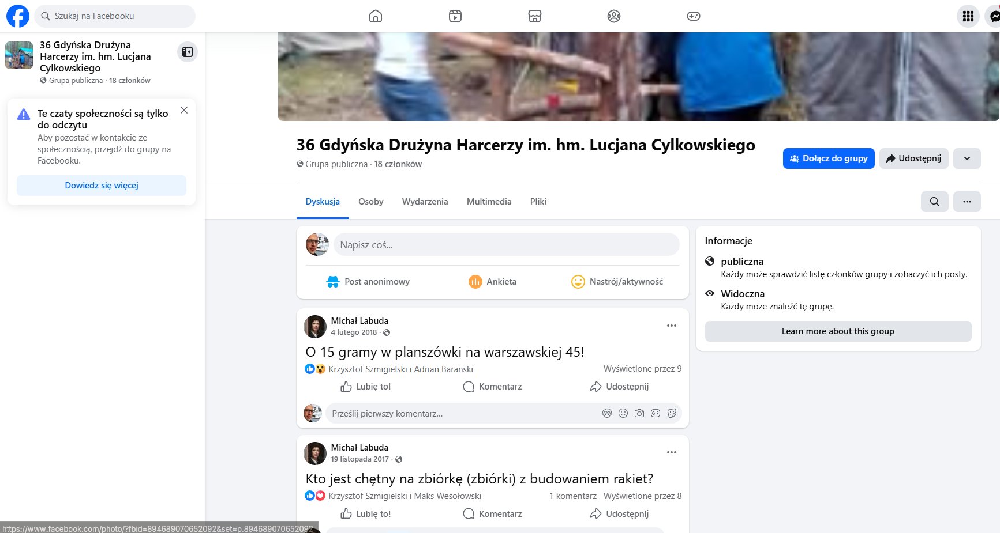 Szukaj na Facebooku
36 Gdyńska Drużyna
Harcerzy im. hm. Lucjana
Cylkowskiego
Grupa publiczna · 18 członków
Te czaty społeczności są tylko
do odczytu
Aby pozostać w kontakcie ze
społecznością, przejdź do grupy na
Facebooku.
Dowiedz się więcej
36 Gdyńska Drużyna Harcerzy im. hm. Lucjana Cylkowskiego
Grupa publiczna · 18 członków
Dołącz do grupy
Udostępnij
Dyskusja
Osoby
Wydarzenia
Multimedia
Pliki
Napisz coś...
Post anonimowy
Ankieta
Nastrój/aktywność
Michał Labuda
4 lutego 2018 ·
O 15 gramy w planszówki na warszawskiej 45!
Krzysztof Szmigielski i Adrian Baranski
Wyświetlone przez 9
Lubię to!
Komentarz
Udostępnij
Prześlij pierwszy komentarz...
GIF
Michał Labuda
19 listopada 2017 ·
Kto jest chętny na zbiórkę (zbiórki) z budowaniem rakiet?
Krzysztof Szmigielski i Maks Wesołowski
1 komentarz
Wyświetlone przez 8
Lubię to!
Komentarz
Udostępnij
Informacje
publiczna
Każdy może sprawdzić listę członków grupy i zobaczyć ich posty.
Widoczna
Każdy może znaleźć tę grupę.
Learn more about this group
https://www.facebook.com/photo/?fbid=894689070652092&set=p.894689070652092